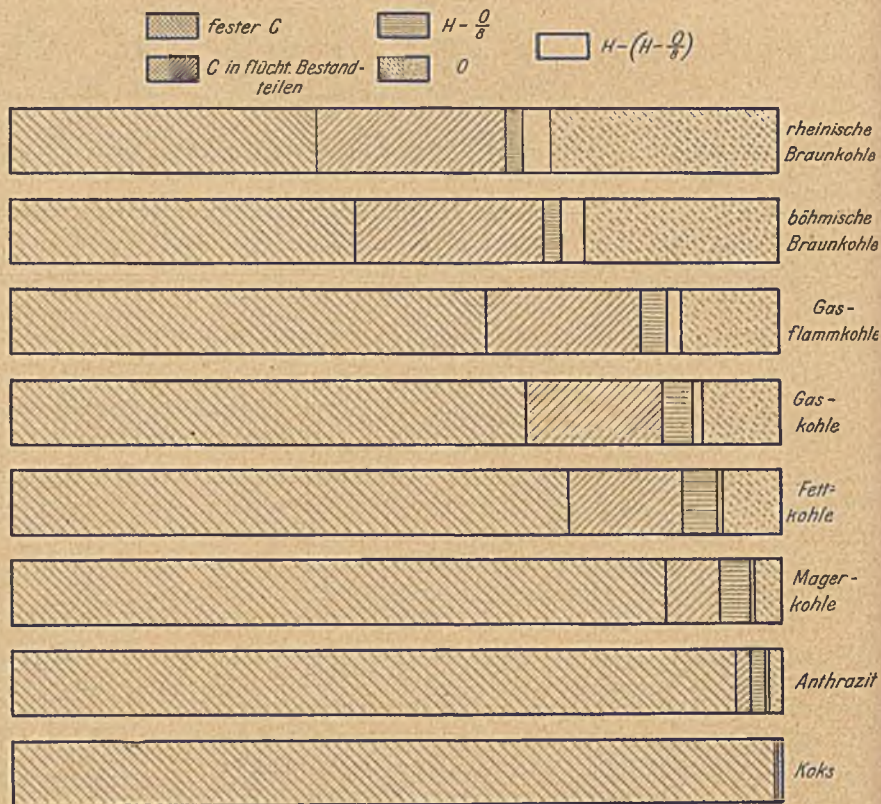 fester C
H - O/8
H-(H-O/8)
C in flücht. Bestand-
teilen
O
rheinische
Braunkohle
böhmische
Braunkohle
Gas-
flammkohle
Gas-
kohle
Fett=
kohle
Mager-
kohle
Anthrazit
Koks